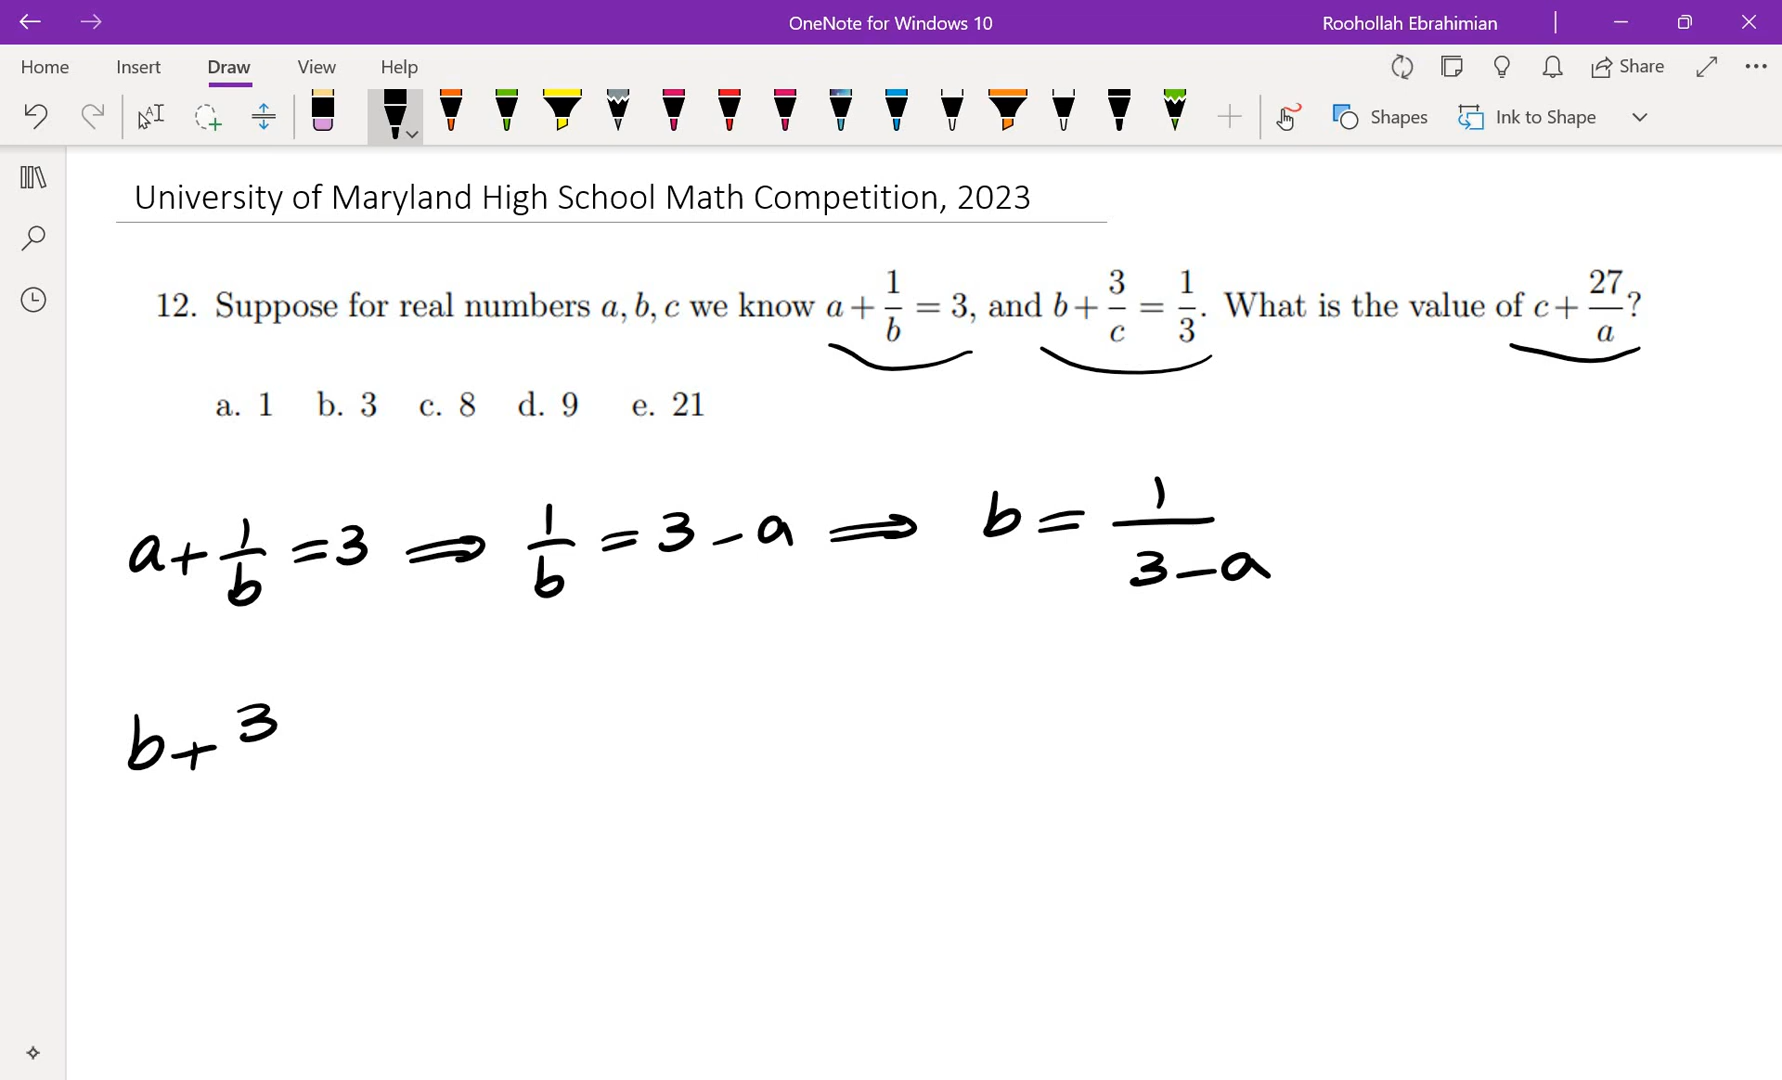 OneNote for Windows 10
Roohollah Ebrahimian
Home Insert Draw View Help
Share
Shapes
Ink to Shape
University of Maryland High School Math Competition, 2023
12. Suppose for real numbers a, b, c we know a + 1/b = 3, and b + 3/c = 1/3. What is the value of c + 27/a?
a. 1 b. 3 c. 8 d. 9 e. 21
a + 1/b = 3 ⇒ 1/b = 3 - a ⇒ b = 1/(3 - a)
b + 3